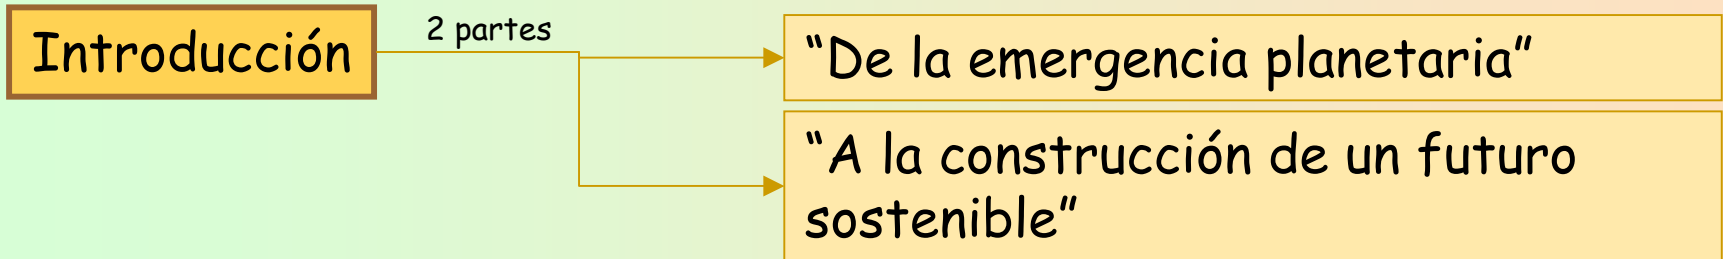 Introducción
2 partes
“De la emergencia planetaria”
“A la construcción de un futuro
sostenible”